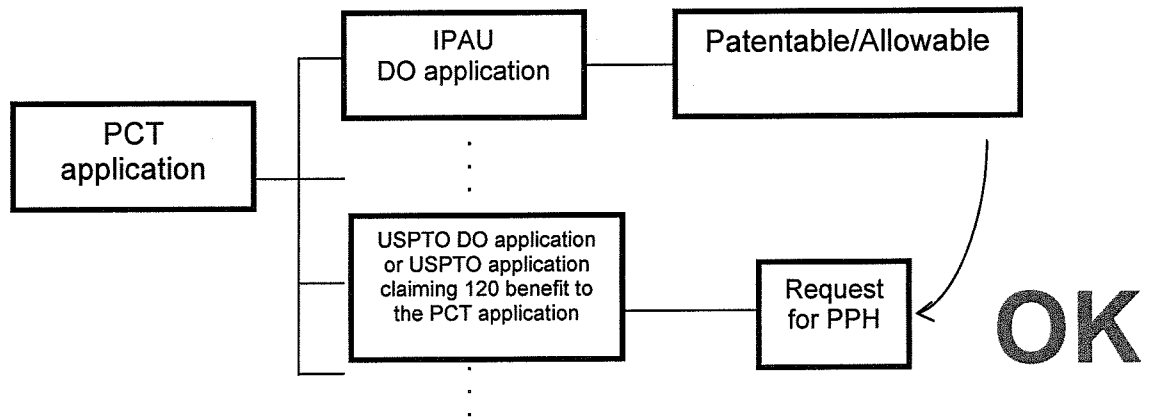 IPAU
DO application
Patentable/Allowable
PCT
application
USPTO DO application
or USPTO application
claiming 120 benefit to
the PCT application
Request
for PPH
OK